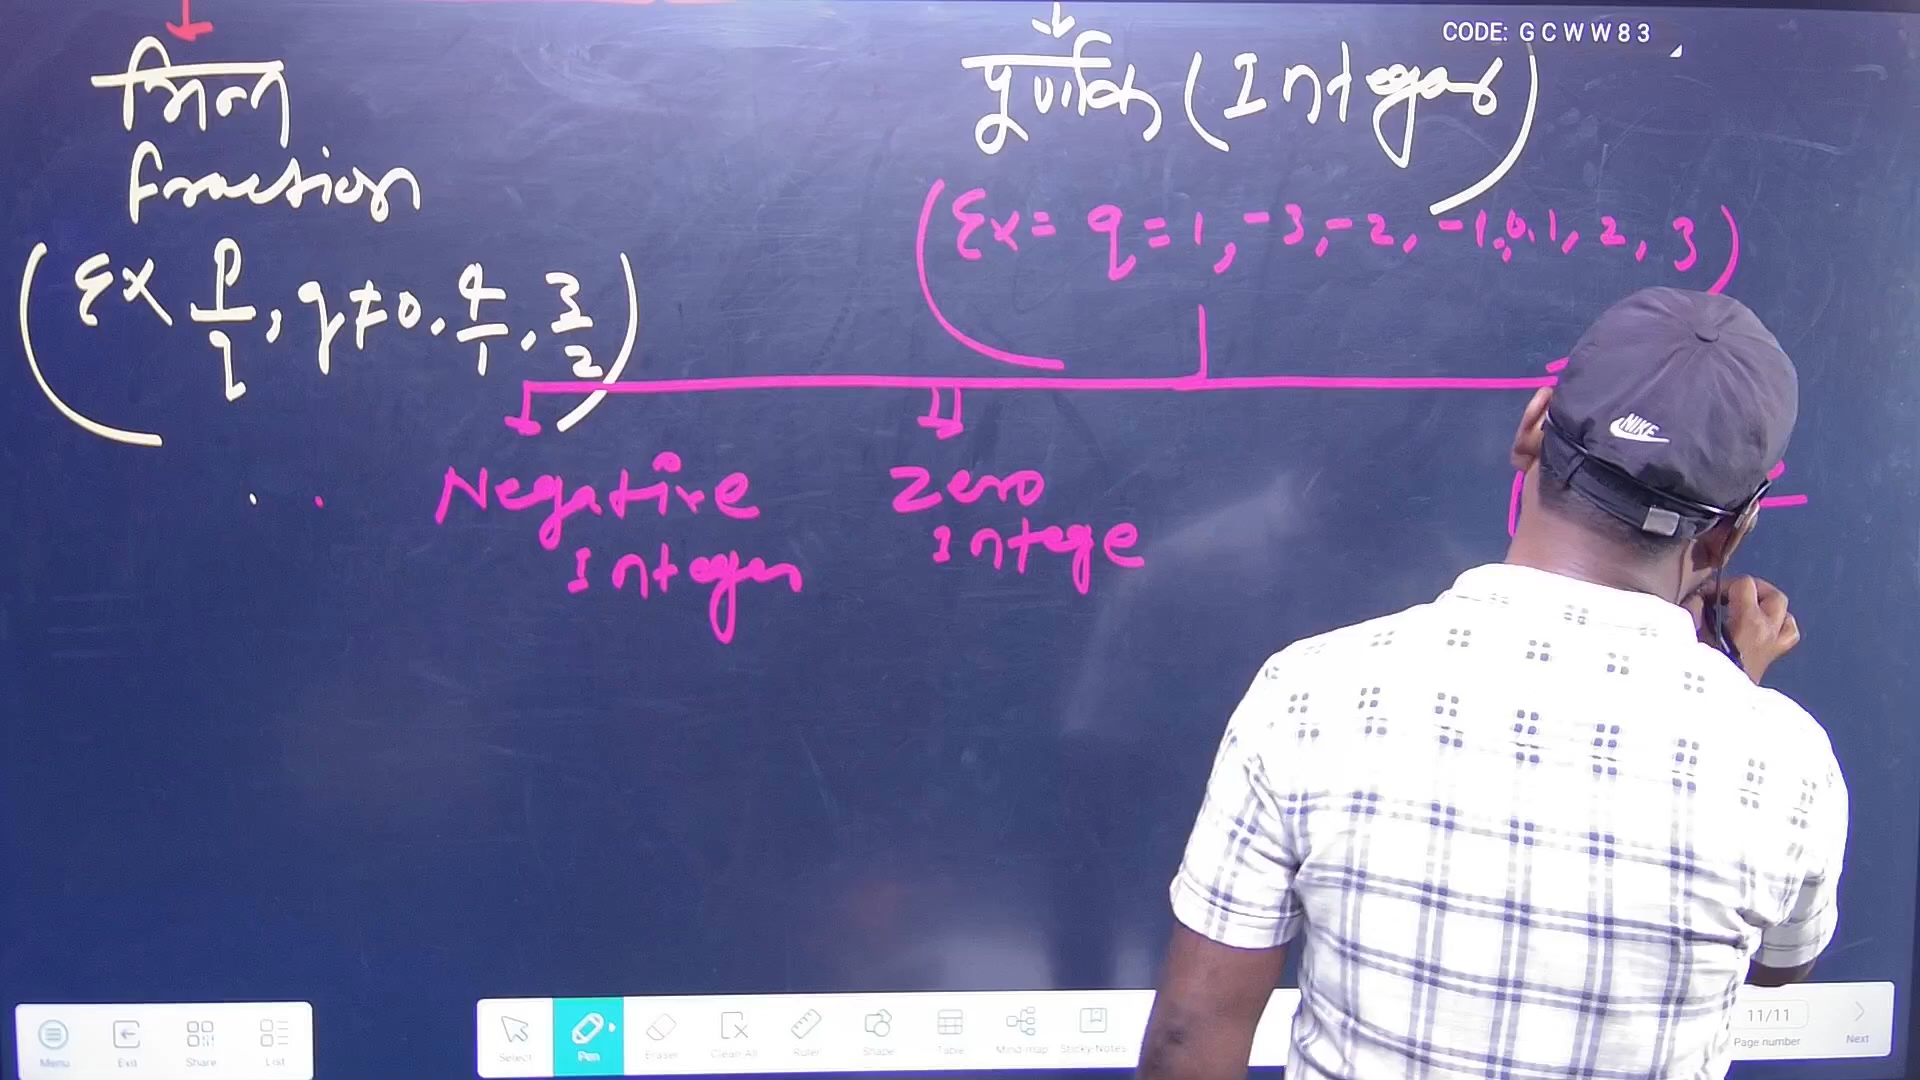 CODE: GCWW83
भिन्न
fraction
(Ex p/q, q≠0, 4/1, 3/2)
पूर्णांक (Integer)
(Ex = q = 1, -3, -2, -1, 0, 1, 2, 3)
Negative
Integer
Zero
Intege
NIKE
Menu
Exit
Share
List
Select
Pen
Eraser
Clean All
Ruler
Shape
Table
Mind map
Sticky Notes
11/11
Page number
Next